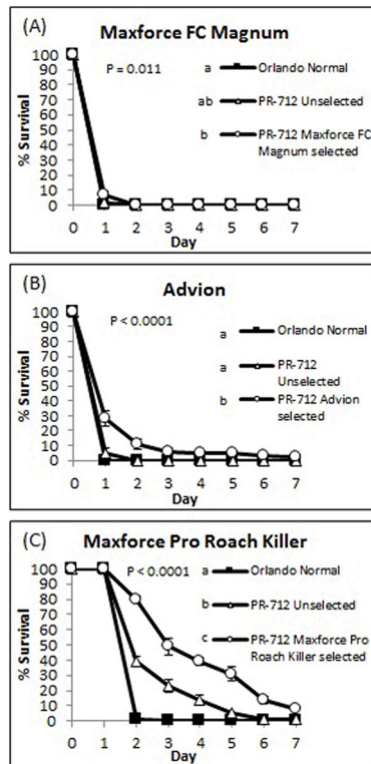 (A) Maxforce FC Magnum
P = 0.011
a Orlando Normal
ab PR-712 Unselected
b PR-712 Maxforce FC
Magnum selected
% Survival
100
90
80
70
60
50
40
30
20
10
0
0 1 2 3 4 5 6 7
Day
(B) Advion
P < 0.0001
a Orlando Normal
a PR-712
Unselected
b PR-712 Advion
selected
% Survival
100
90
80
70
60
50
40
30
20
10
0
0 1 2 3 4 5 6 7
Day
(C) Maxforce Pro Roach Killer
P < 0.0001
a Orlando Normal
b PR-712 Unselected
c PR-712 Maxforce Pro
Roach Killer selected
% Survival
100
90
80
70
60
50
40
30
20
10
0
0 1 2 3 4 5 6 7
Day